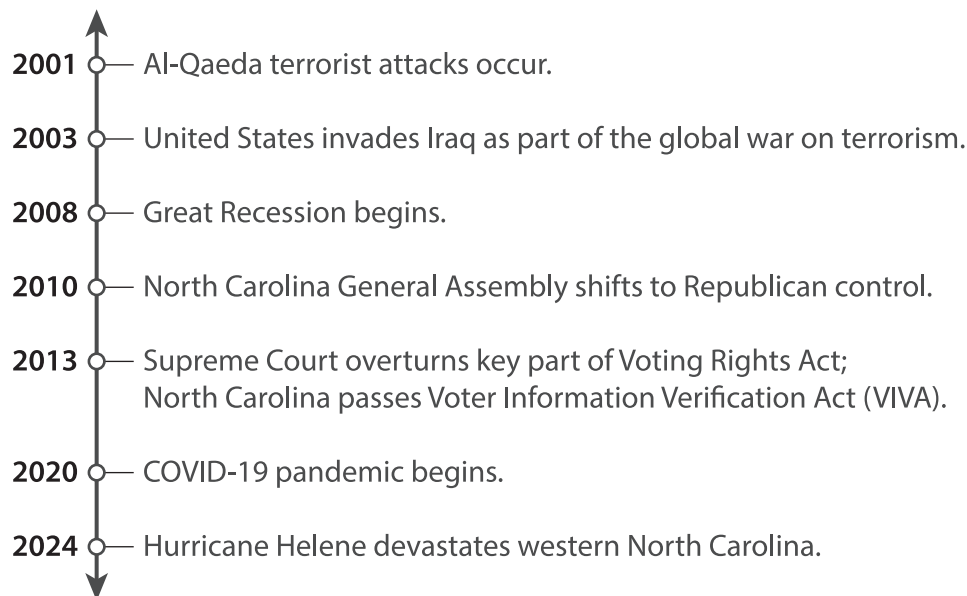 2001 Al-Qaeda terrorist attacks occur.
2003 United States invades Iraq as part of the global war on terrorism.
2008 Great Recession begins.
2010 North Carolina General Assembly shifts to Republican control.
2013 Supreme Court overturns key part of Voting Rights Act;
North Carolina passes Voter Information Verification Act (VIVA).
2020 COVID-19 pandemic begins.
2024 Hurricane Helene devastates western North Carolina.